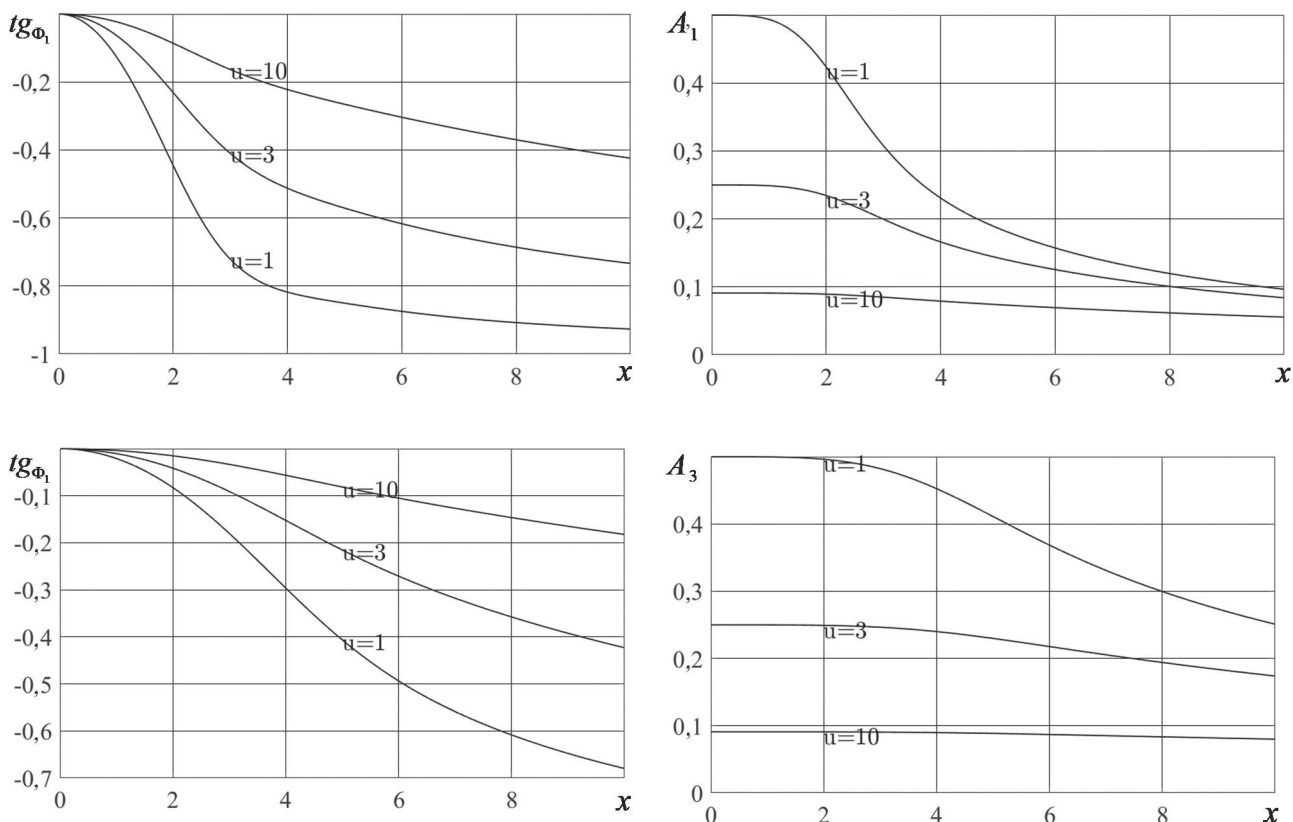 tgΦ₁
-0,2
-0,4
-0,6
-0,8
-1
u=10
u=3
u=1
0 2 4 6 8 x
A₁
0,4
0,3
0,2
0,1
0
u=1
u=3
u=10
0 2 4 6 8 x
tgΦ₁
-0,1
-0,2
-0,3
-0,4
-0,5
-0,6
-0,7
u=10
u=3
u=1
0 2 4 6 8 x
A₃
0,4
0,3
0,2
0,1
0
u=1
u=3
u=10
0 2 4 6 8 x